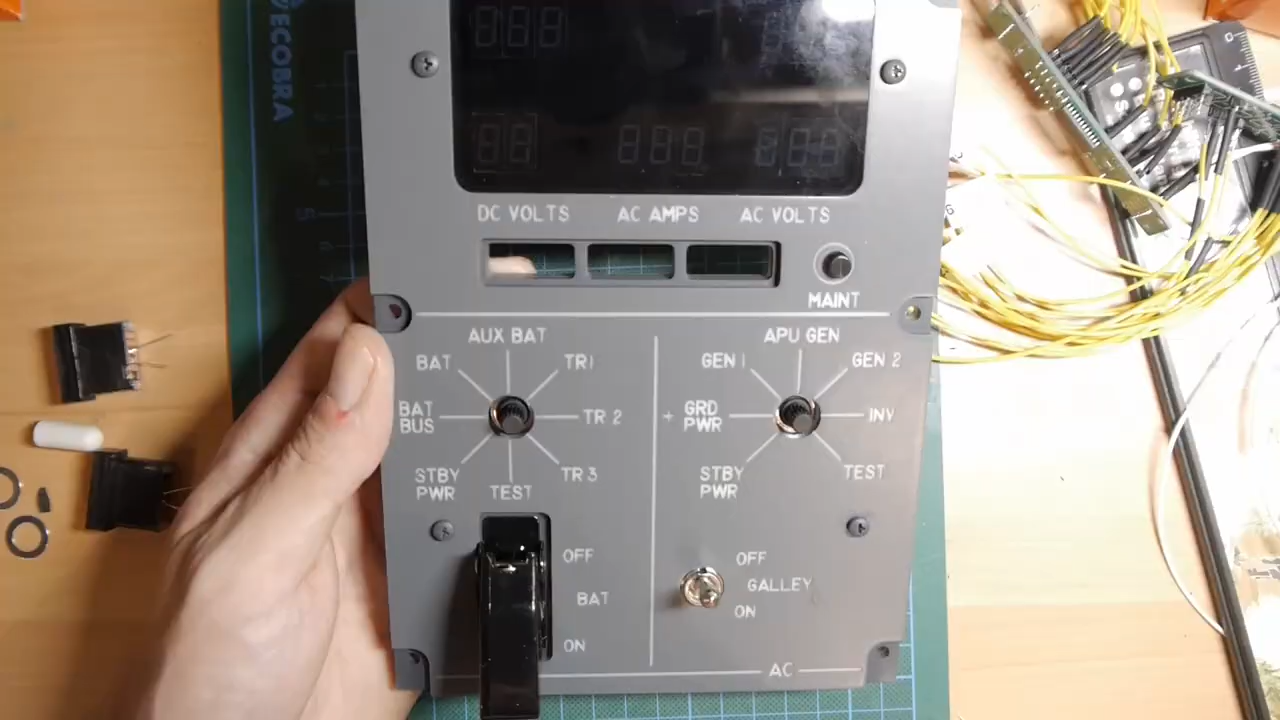 VECOBRA
DC VOLTS AC AMPS AC VOLTS
MAINT
AUX BAT
BAT TR1
BAT BUS TR 2
STBY PWR TEST TR 3
APU GEN
GEN 1 GEN 2
+ GRD PWR INV
STBY PWR TEST
OFF
BAT
ON
OFF
GALLEY
ON
AC